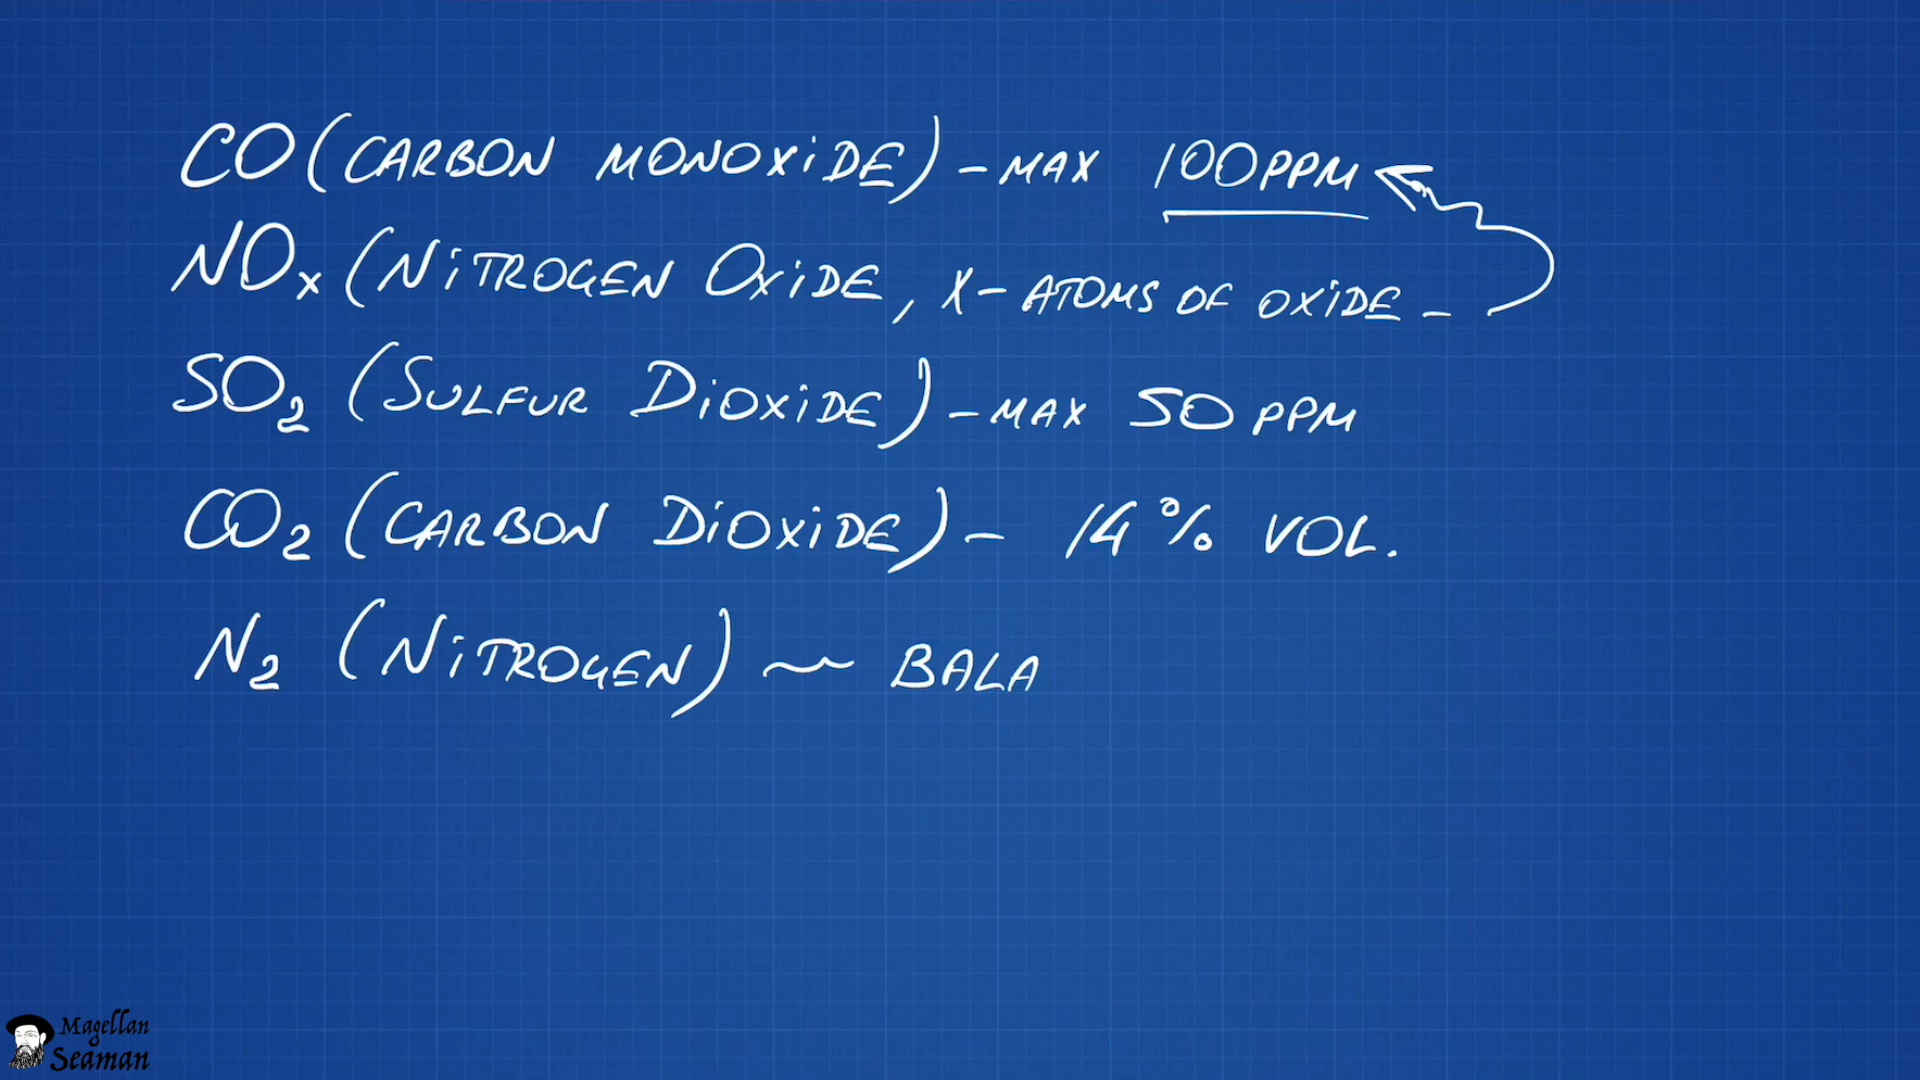 CO (CARBON MONOXiDE) - MAX 100PPM
NOx (NiTROGEN OXiDE, X- ATOMS OF OXiDE -
SO2 (SULFUR DiOXiDE) - MAX 50 PPM
CO2 (CARBON DiOXiDE) - 14% VOL.
N2 (NiTROGEN) ~ BALA
Magellan
Seaman